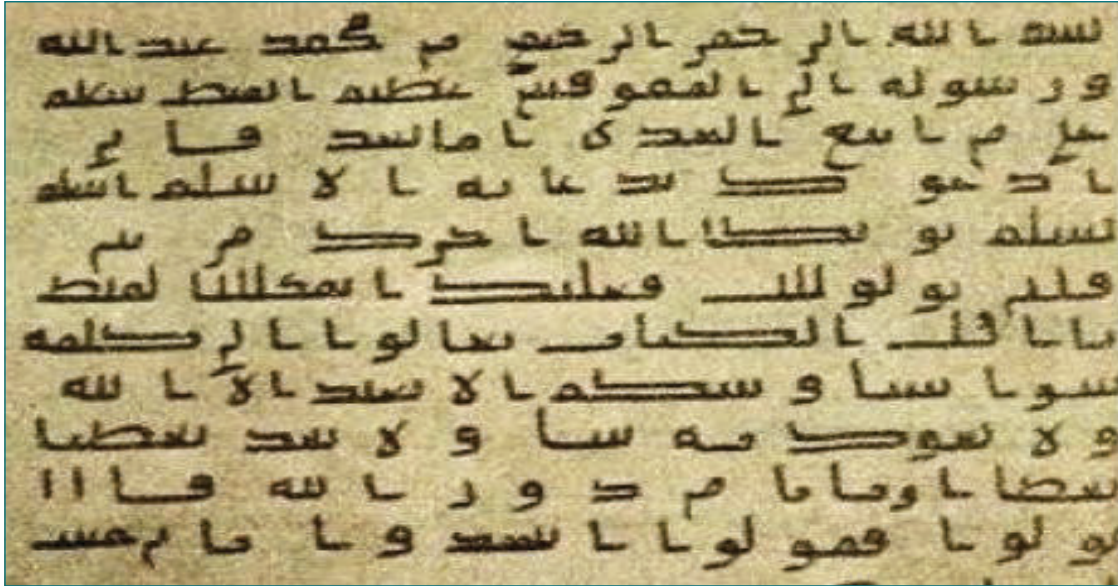 بسم الله الرحمن الرحيم من محمد عبد الله
ورسوله الى المقوقس عظيم القبط سلم
على من اتبع الهدى اما بعد فانى
ادعوك بدعاية الاسلم اسلم
تسلم يوتك الله اجرك مرتين
فان توليت فعليك اثم القبط
يا اهل الكتاب تعالوا الى كلمة
سوا بيننا وبينكم الا نعبد الا الله
ولا نشرك به شيا ولا يتخذ بعضنا
بعضا اربابا من دون الله فان
تولوا فقولوا اشهدوا بانا